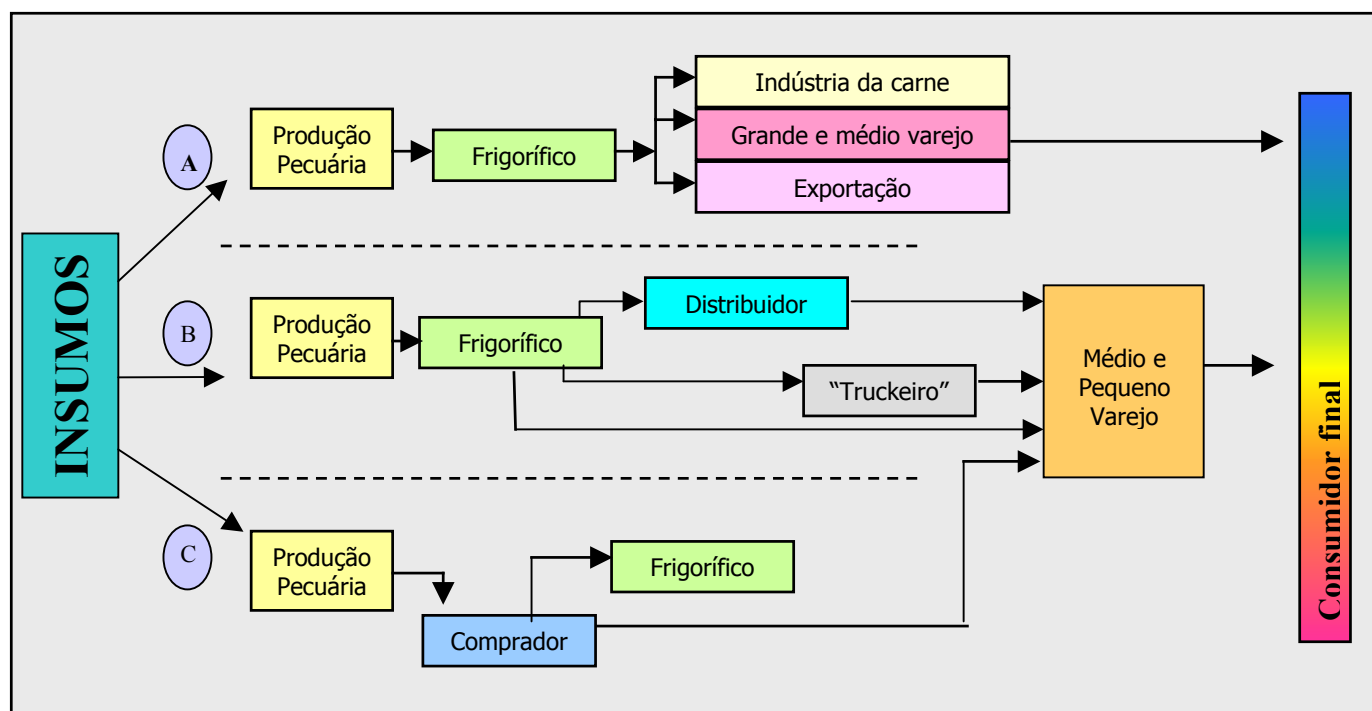 INSUMOS
A
Produção
Pecuária
Frigorífico
Indústria da carne
Grande e médio varejo
Exportação
B
Produção
Pecuária
Frigorífico
Distribuidor
“Truckeiro”
Médio e
Pequeno
Varejo
C
Produção
Pecuária
Comprador
Frigorífico
Consumidor final